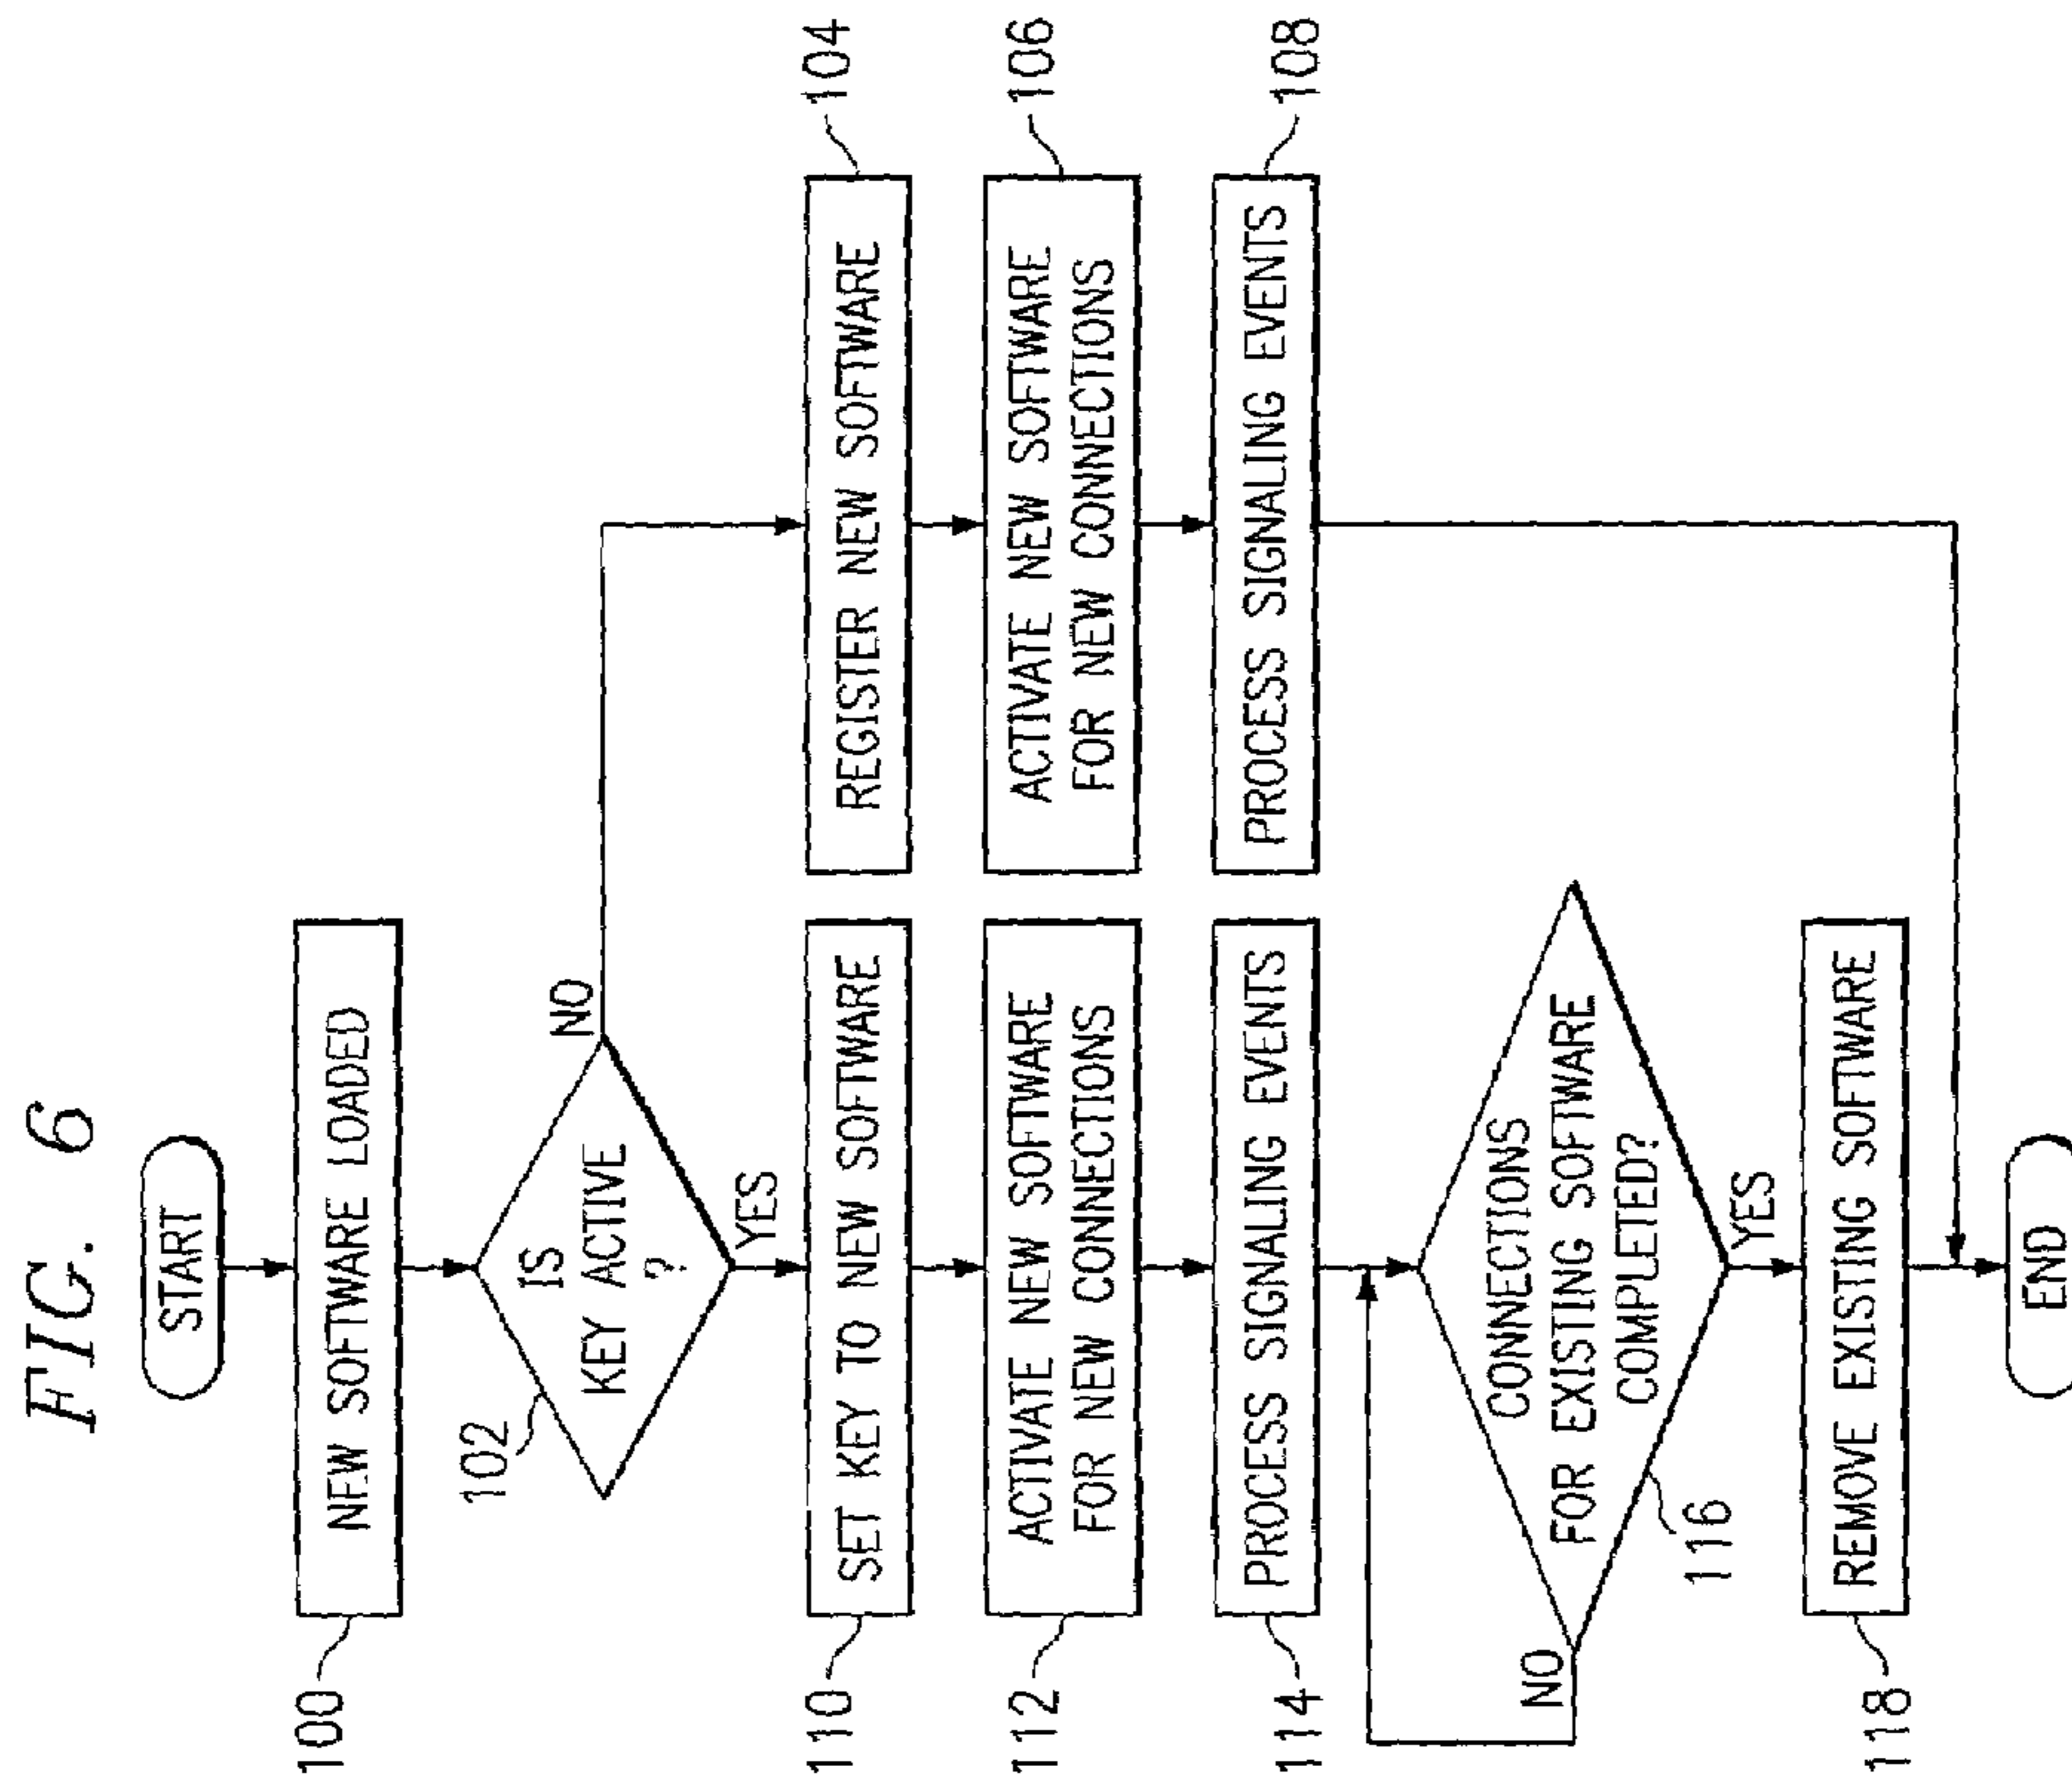 FIG. 6
START
NEW SOFTWARE LOADED
100
IS
KEY ACTIVE
?
102
NO
YES
SET KEY TO NEW SOFTWARE
110
REGISTER NEW SOFTWARE
104
ACTIVATE NEW SOFTWARE
FOR NEW CONNECTIONS
112
ACTIVATE NEW SOFTWARE
FOR NEW CONNECTIONS
106
PROCESS SIGNALING EVENTS
114
PROCESS SIGNALING EVENTS
108
CONNECTIONS
FOR EXISTING SOFTWARE
COMPLETED?
NO
116
YES
REMOVE EXISTING SOFTWARE
118
END